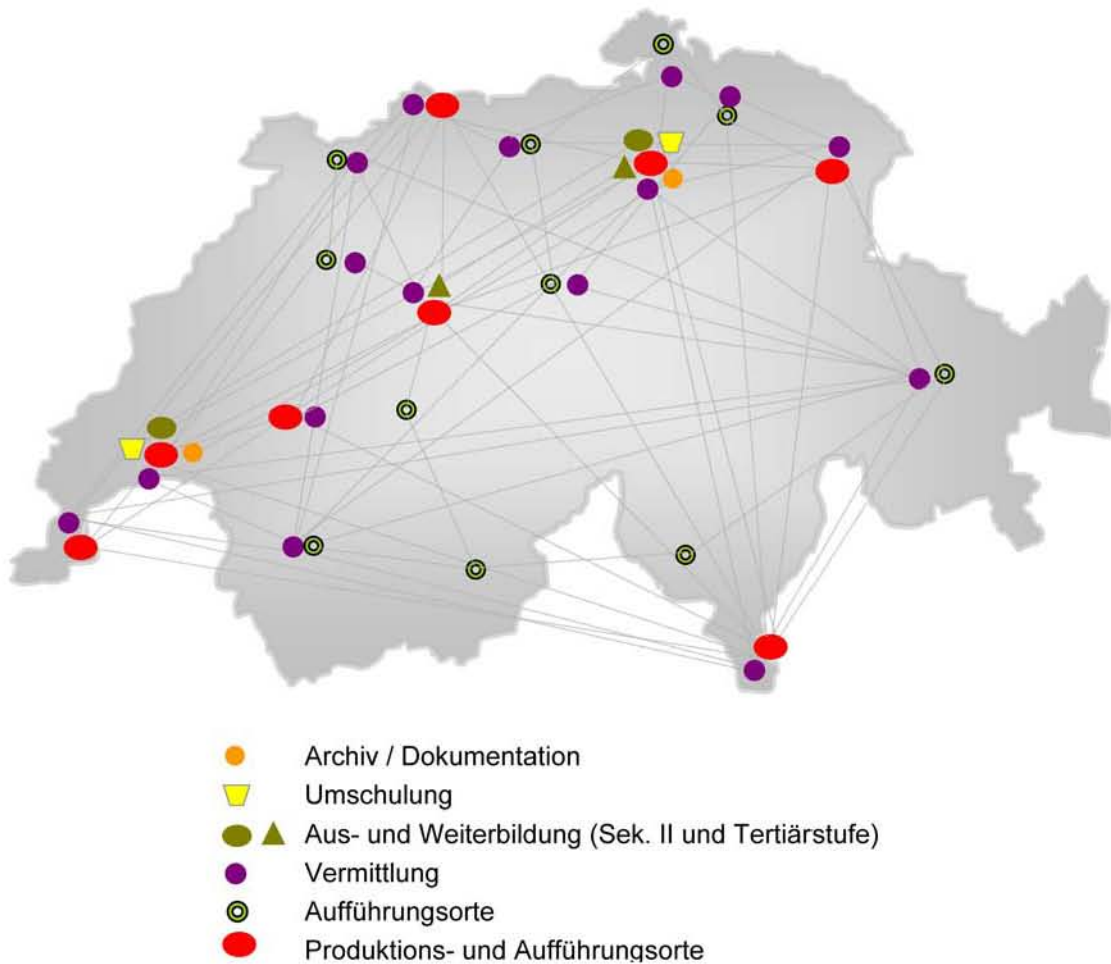 Archiv / Dokumentation
Umschulung
Aus- und Weiterbildung (Sek. II und Tertiärstufe)
Vermittlung
Aufführungsorte
Produktions- und Aufführungsorte